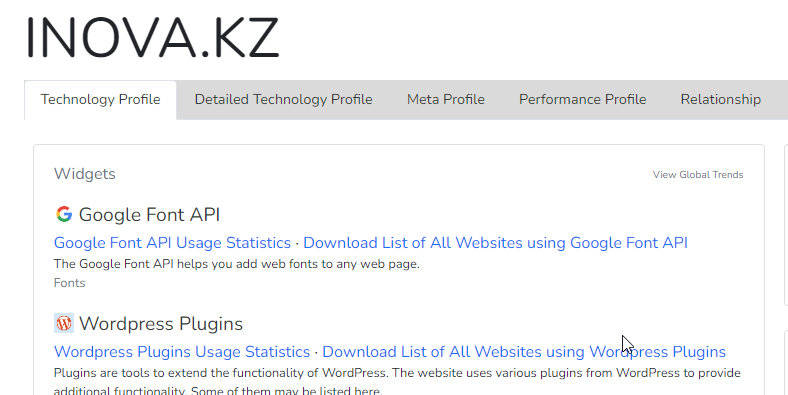 INOVA.KZ
Technology Profile Detailed Technology Profile Meta Profile Performance Profile Relationship
Widgets View Global Trends
Google Font API
Google Font API Usage Statistics · Download List of All Websites using Google Font API
The Google Font API helps you add web fonts to any web page.
Fonts
Wordpress Plugins
Wordpress Plugins Usage Statistics · Download List of All Websites using Wordpress Plugins
Plugins are tools to extend the functionality of WordPress. The website uses various plugins from WordPress to provide
additional functionality. Some of them may be listed here.